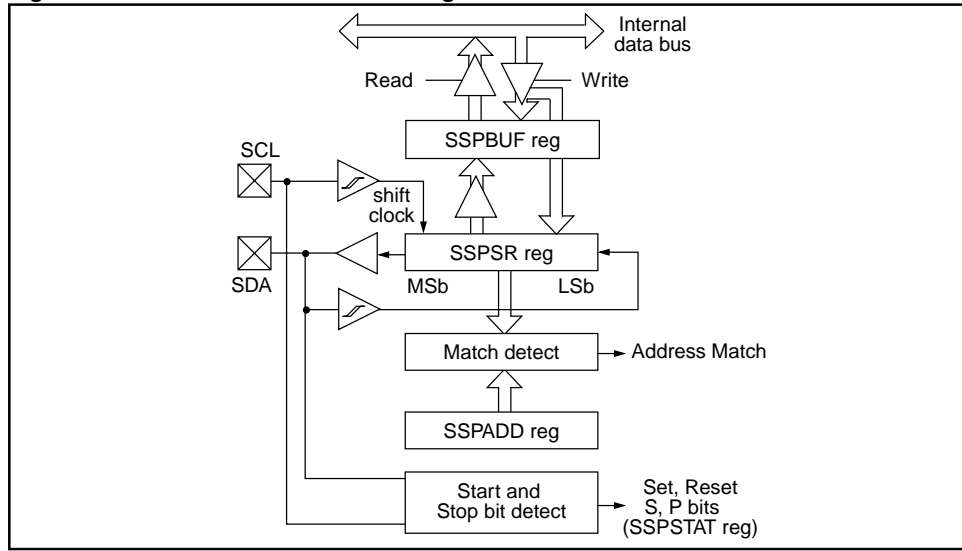 Internal
data bus
Read
Write
SSPBUF reg
SCL
shift
clock
SSPSR reg
SDA
MSb
LSb
Match detect
Address Match
SSPADD reg
Start and
Stop bit detect
Set, Reset
S, P bits
(SSPSTAT reg)